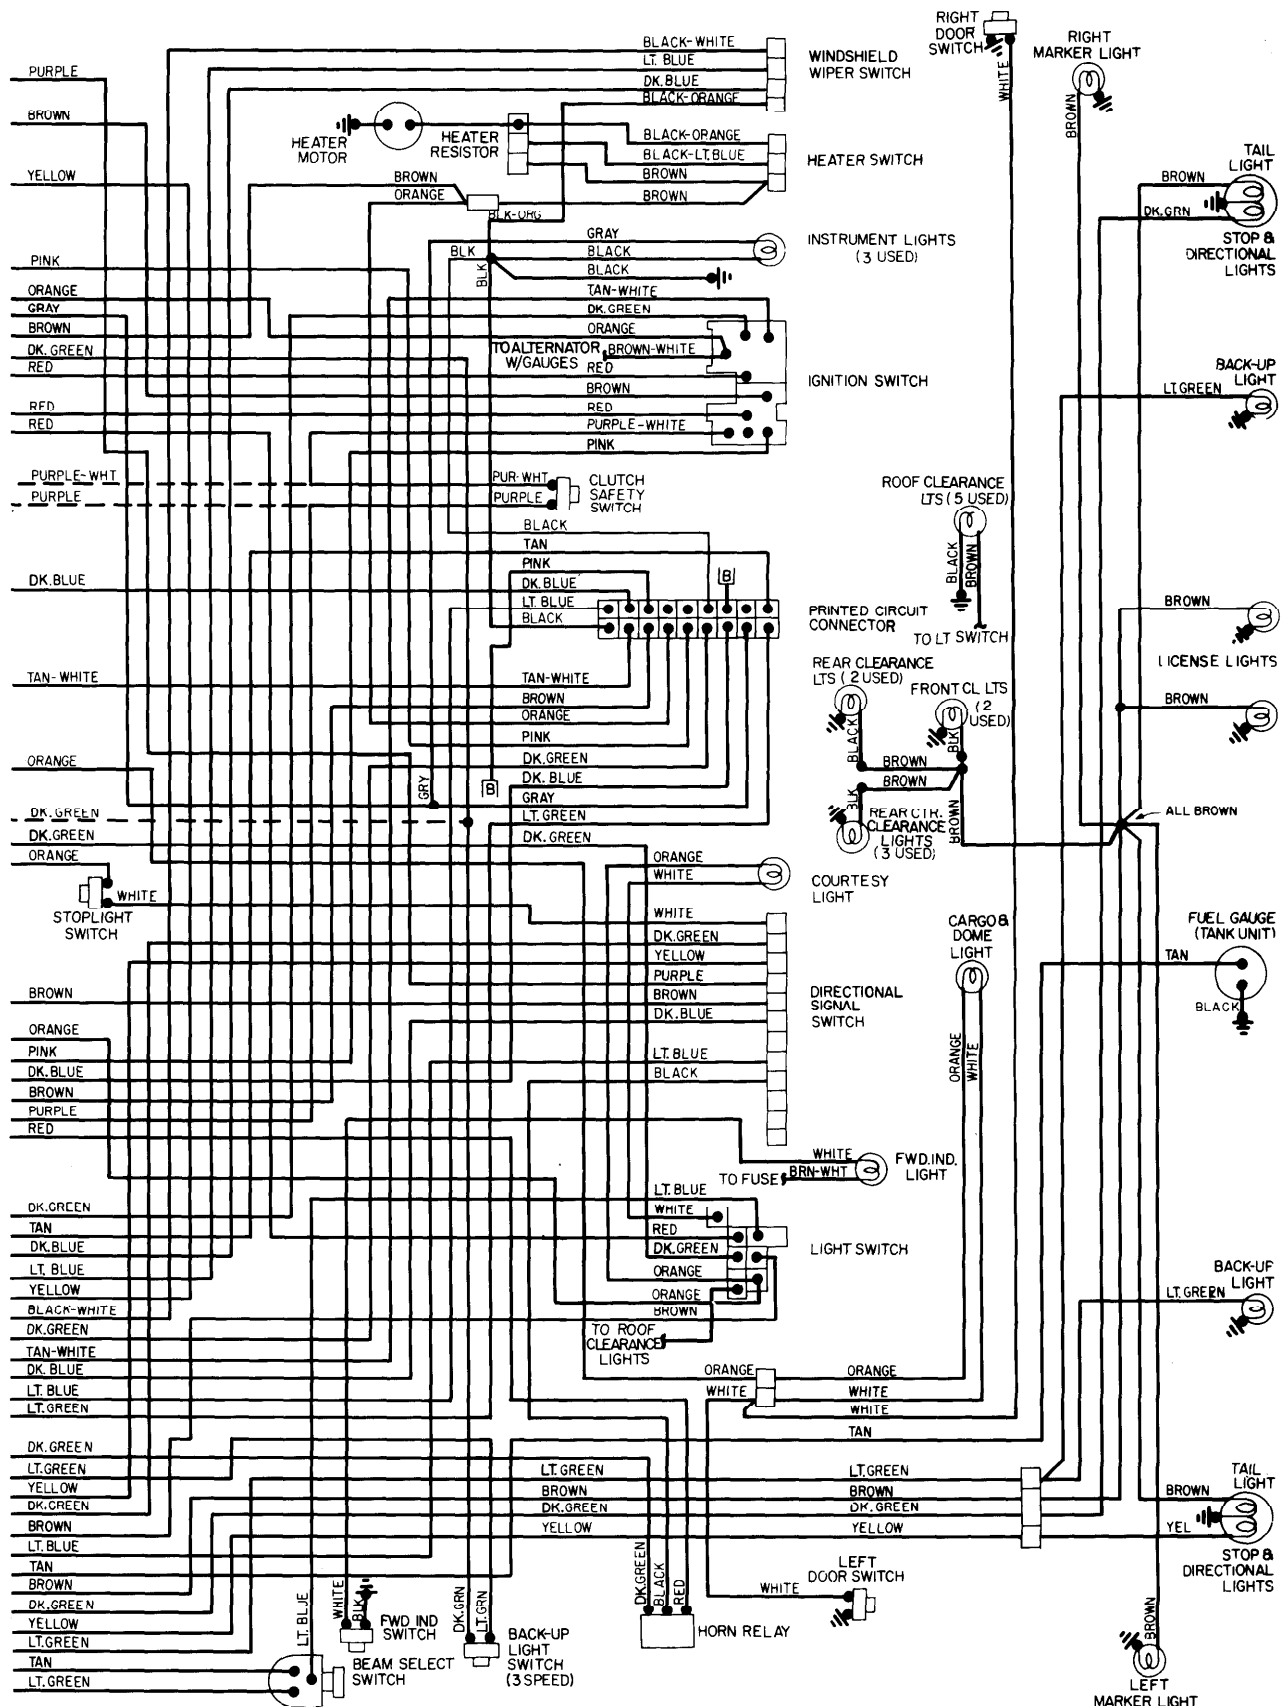 RIGHT
DOOR
SWITCH
WHITE
RIGHT
MARKER LIGHT
BROWN
BLACK-WHITE
LT. BLUE
DK.BLUE
BLACK-ORANGE
WINDSHIELD
WIPER SWITCH
PURPLE
BROWN
YELLOW
HEATER
MOTOR
HEATER
RESISTOR
BLACK-ORANGE
BLACK-LT.BLUE
BROWN
BROWN
HEATER SWITCH
BROWN
ORANGE
BLK-ORG
TAIL
LIGHT
BROWN
DK.GRN
STOP &
DIRECTIONAL
LIGHTS
GRAY
BLK
BLACK
BLK
BLACK
INSTRUMENT LIGHTS
(3 USED)
PINK
ORANGE
GRAY
BROWN
DK. GREEN
RED
RED
RED
TAN-WHITE
DK.GREEN
ORANGE
TO ALTERNATOR
W/GAUGES
BROWN-WHITE
RED
BROWN
RED
PURPLE-WHITE
PINK
IGNITION SWITCH
BACK-UP
LIGHT
LT.GREEN
PURPLE-WHT
PURPLE
PUR-WHT
PURPLE
CLUTCH
SAFETY
SWITCH
ROOF CLEARANCE
LTS (5 USED)
BLACK
BROWN
TO LT SWITCH
BLACK
TAN
PINK
DK.BLUE
LT. BLUE
BLACK
B
DK.BLUE
PRINTED CIRCUIT
CONNECTOR
BROWN
LICENSE LIGHTS
BROWN
REAR CLEARANCE
LTS (2 USED)
FRONT CL LTS
(2
USED)
BLACK
BLK
BROWN
BROWN
BLK
BROWN
REAR CTR.
CLEARANCE
LIGHTS
(3 USED)
ALL BROWN
TAN-WHITE
TAN-WHITE
BROWN
ORANGE
PINK
DK.GREEN
DK. BLUE
GRAY
LT.GREEN
DK.GREEN
B
GRY
ORANGE
DK.GREEN
DK.GREEN
ORANGE
WHITE
STOPLIGHT
SWITCH
ORANGE
WHITE
COURTESY
LIGHT
WHITE
DK.GREEN
YELLOW
PURPLE
BROWN
DK.BLUE
LT.BLUE
BLACK
DIRECTIONAL
SIGNAL
SWITCH
CARGO &
DOME
LIGHT
ORANGE
WHITE
FUEL GAUGE
(TANK UNIT)
TAN
BLACK
BROWN
ORANGE
PINK
DK.BLUE
BROWN
PURPLE
RED
WHITE
TO FUSE
BRN-WHT
FWD.IND.
LIGHT
LT.BLUE
WHITE
RED
DK.GREEN
ORANGE
ORANGE
BROWN
LIGHT SWITCH
TO ROOF
CLEARANCE
LIGHTS
BACK-UP
LIGHT
LT.GREEN
DK.GREEN
TAN
DK.BLUE
LT. BLUE
YELLOW
BLACK-WHITE
DK.GREEN
TAN-WHITE
DK. BLUE
LT. BLUE
LT.GREEN
ORANGE
WHITE
ORANGE
WHITE
WHITE
TAN
DK.GREEN
LT.GREEN
YELLOW
DK.GREEN
BROWN
LT. BLUE
TAN
BROWN
DK.GREEN
YELLOW
LT.GREEN
TAN
LT. GREEN
LT.GREEN
BROWN
DK.GREEN
YELLOW
LT.GREEN
BROWN
DK. GREEN
YELLOW
BROWN
YEL
TAIL
LIGHT
STOP &
DIRECTIONAL
LIGHTS
LT. BLUE
WHITE
BLK
FWD IND
SWITCH
BEAM SELECT
SWITCH
DK.GRN
LT.GRN
BACK-UP
LIGHT
SWITCH
(3 SPEED)
DK.GREEN
BLACK
RED
HORN RELAY
WHITE
LEFT
DOOR SWITCH
BROWN
LEFT
MARKER LIGHT